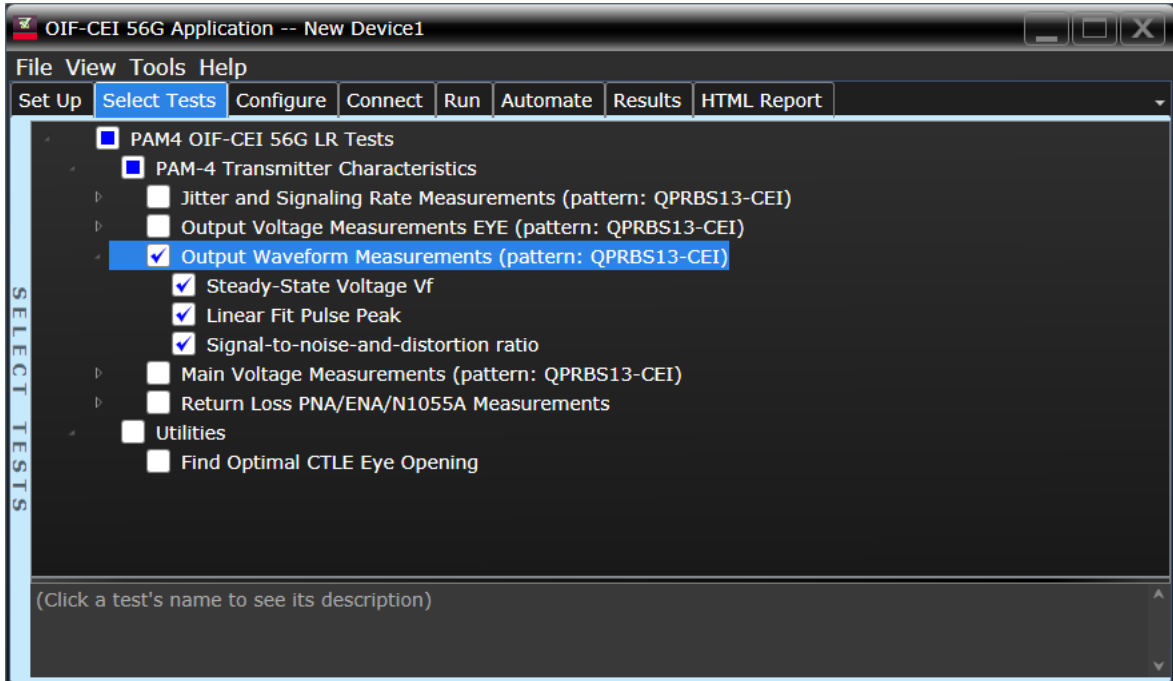 OIF-CEI 56G Application -- New Device1
File View Tools Help
Set Up Select Tests Configure Connect Run Automate Results HTML Report
PAM4 OIF-CEI 56G LR Tests
PAM-4 Transmitter Characteristics
Jitter and Signaling Rate Measurements (pattern: QPRBS13-CEI)
Output Voltage Measurements EYE (pattern: QPRBS13-CEI)
Output Waveform Measurements (pattern: QPRBS13-CEI)
Steady-State Voltage Vf
Linear Fit Pulse Peak
Signal-to-noise-and-distortion ratio
Main Voltage Measurements (pattern: QPRBS13-CEI)
Return Loss PNA/ENA/N1055A Measurements
Utilities
Find Optimal CTLE Eye Opening
SELECT TESTS
(Click a test's name to see its description)